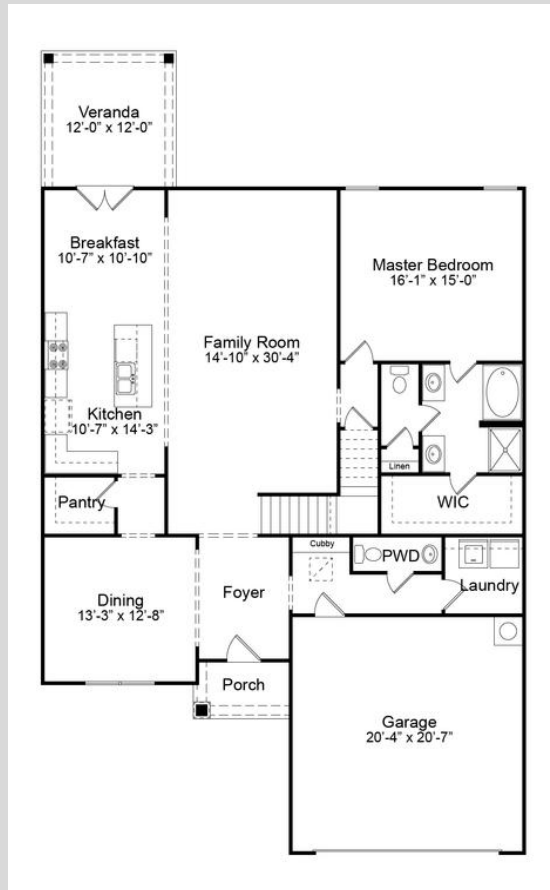 Veranda
12'-0" x 12'-0"
Breakfast
10'-7" x 10'-10"
Master Bedroom
16'-1" x 15'-0"
Family Room
14'-10" x 30'-4"
Kitchen
10'-7" x 14'-3"
Linen
Pantry
WIC
Cubby
PWD
Laundry
Foyer
Dining
13'-3" x 12'-8"
Porch
Garage
20'-4" x 20'-7"